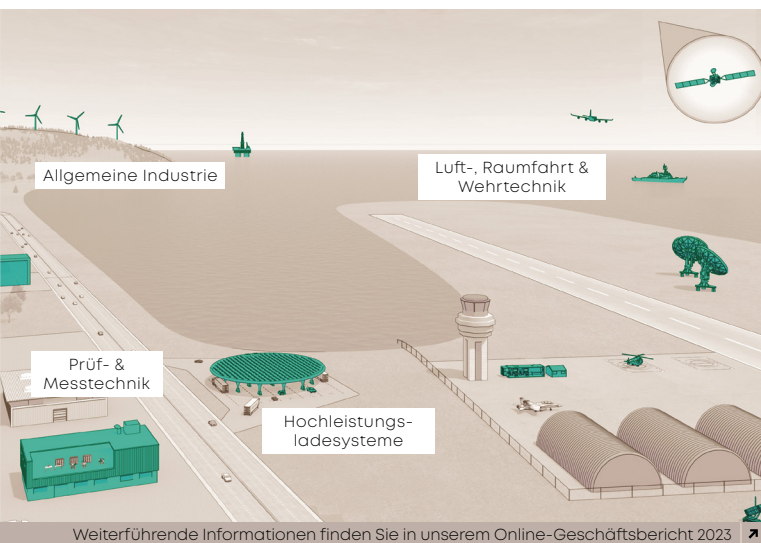 Allgemeine Industrie
Luft-, Raumfahrt &
Wehrtechnik
Prüf- &
Messtechnik
Hochleistungs-
ladesysteme
Weiterführende Informationen finden Sie in unserem Online-Geschäftsbericht 2023